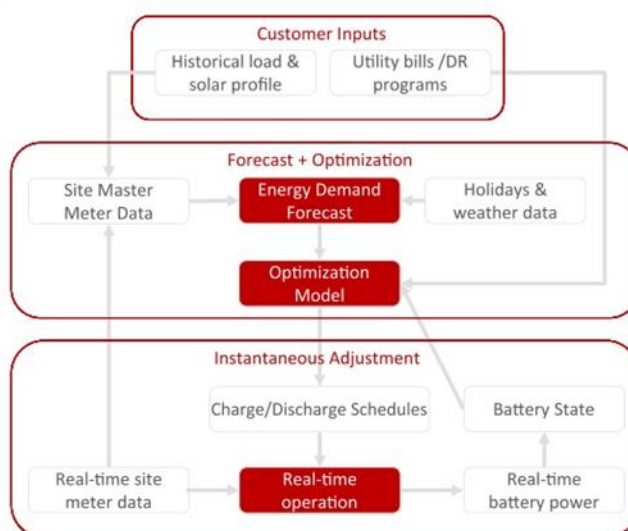 Customer Inputs
Historical load &
solar profile
Utility bills /DR
programs
Forecast + Optimization
Site Master
Meter Data
Energy Demand
Forecast
Holidays &
weather data
Optimization
Model
Instantaneous Adjustment
Charge/Discharge Schedules
Battery State
Real-time site
meter data
Real-time
operation
Real-time
battery power